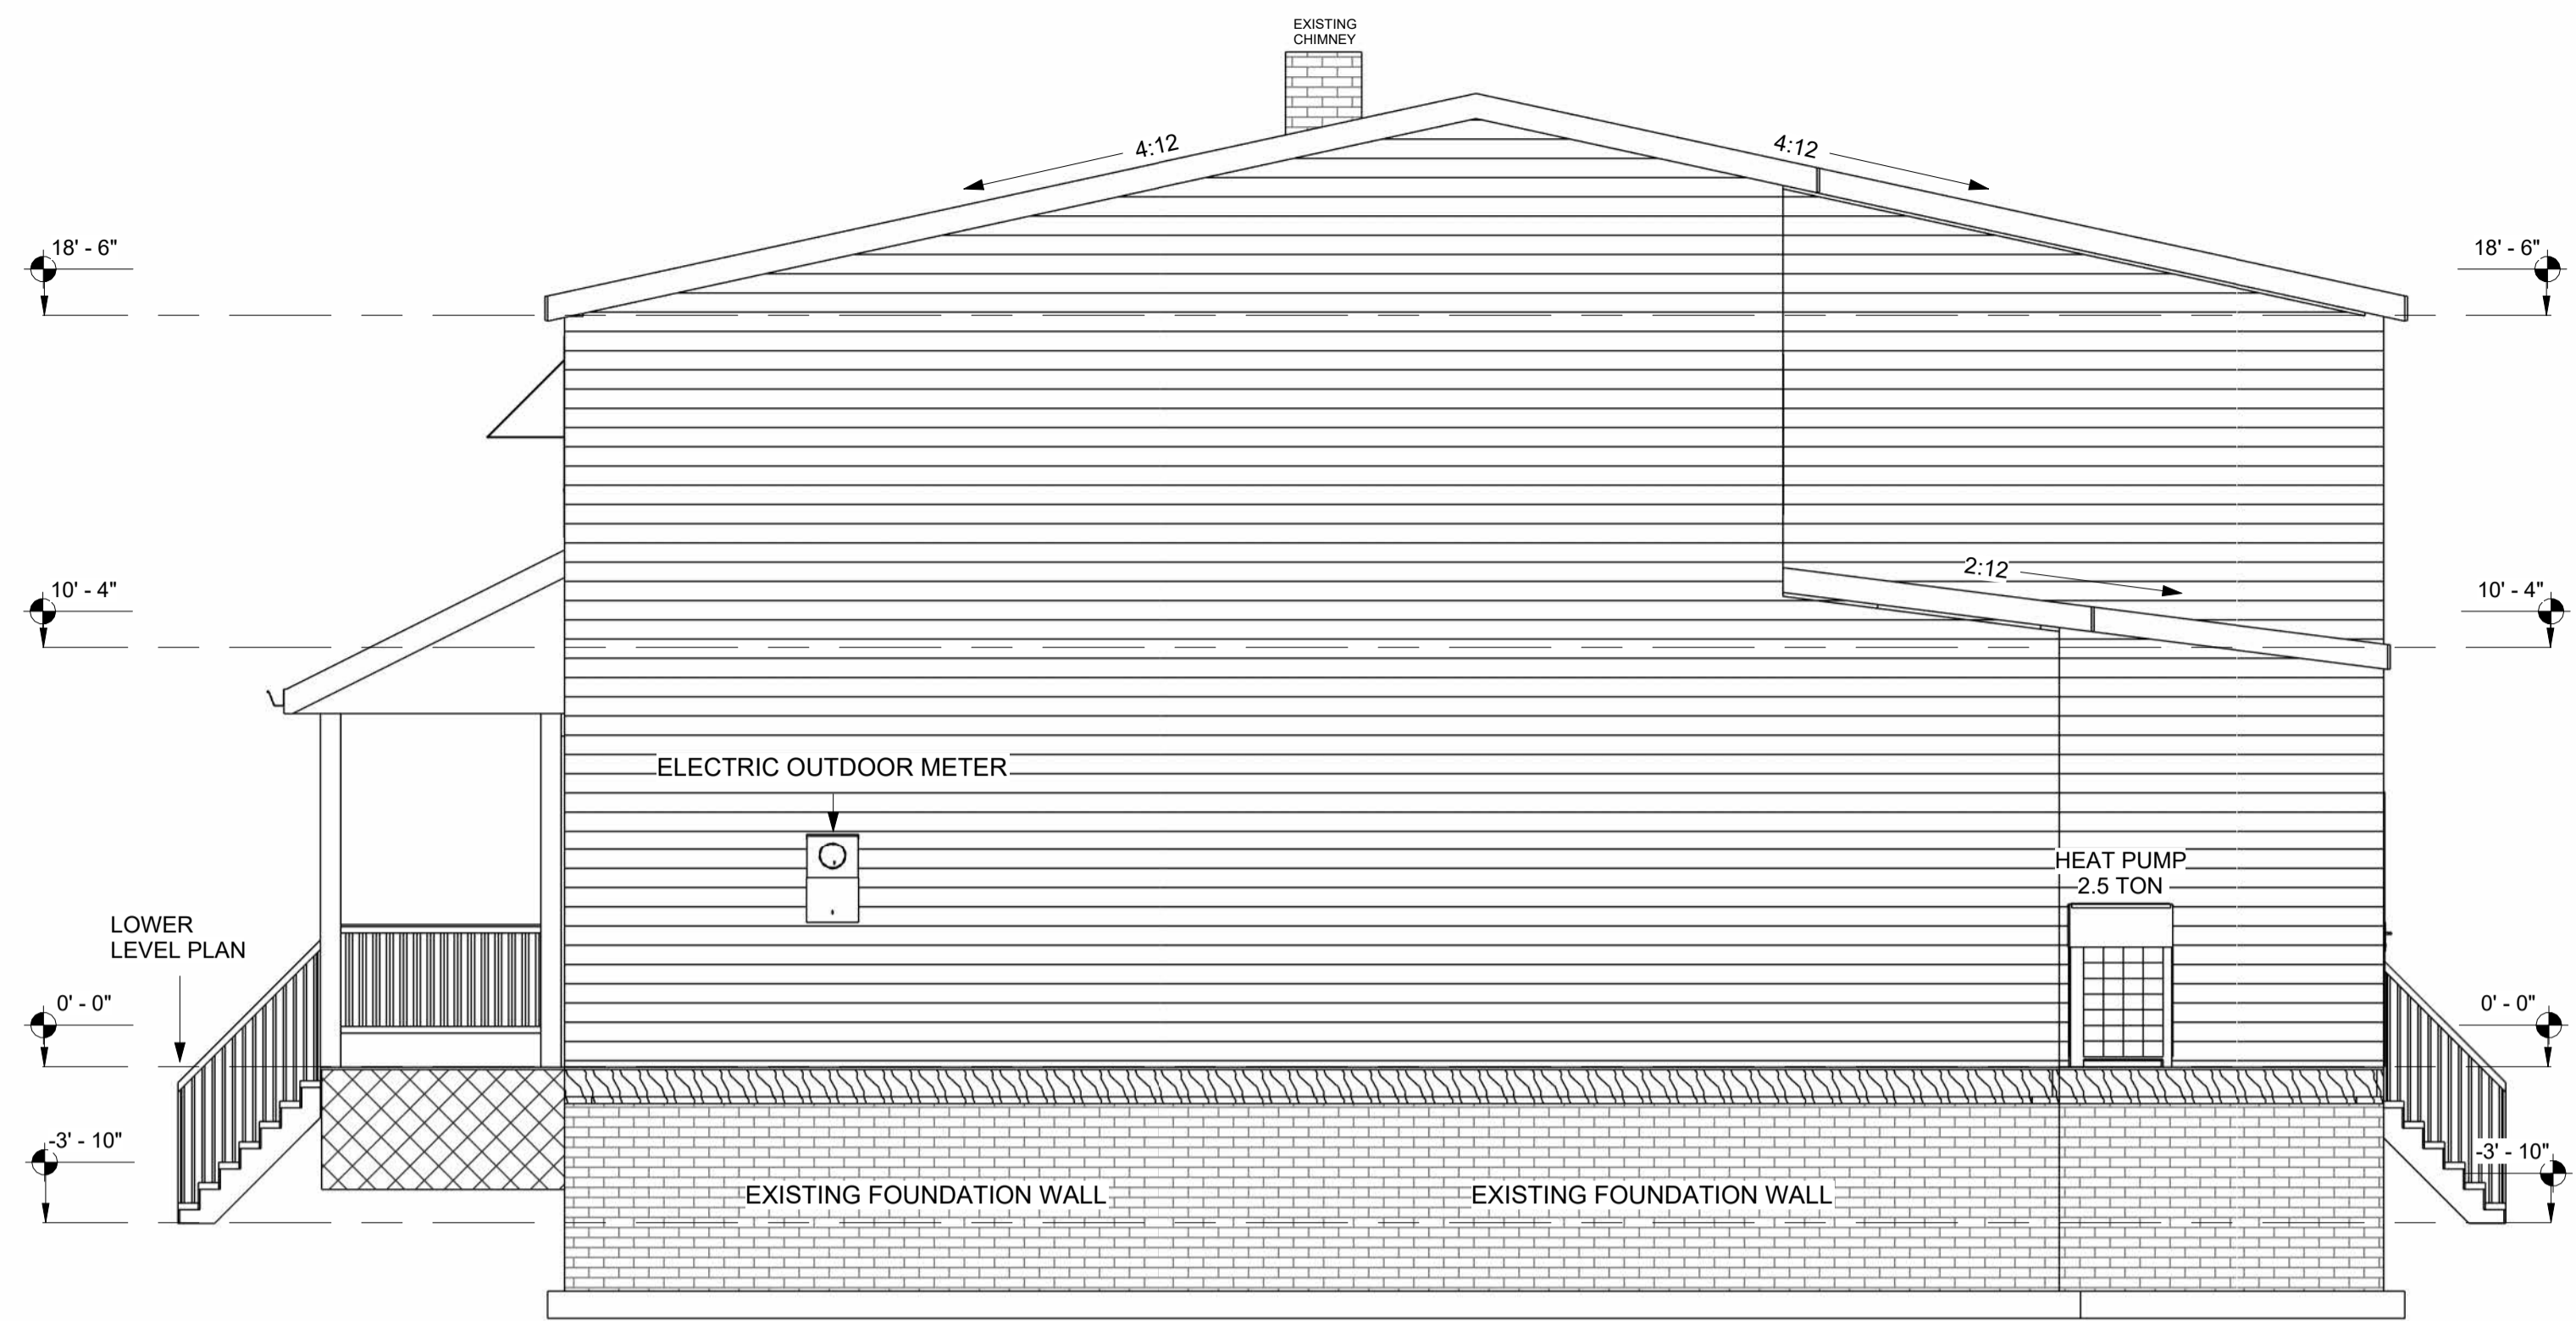 EXISTING
CHIMNEY
4:12
4:12
18' - 6"
18' - 6"
2:12
10' - 4"
10' - 4"
ELECTRIC OUTDOOR METER
HEAT PUMP
2.5 TON
LOWER
LEVEL PLAN
0' - 0"
0' - 0"
-3' - 10"
-3' - 10"
EXISTING FOUNDATION WALL
EXISTING FOUNDATION WALL